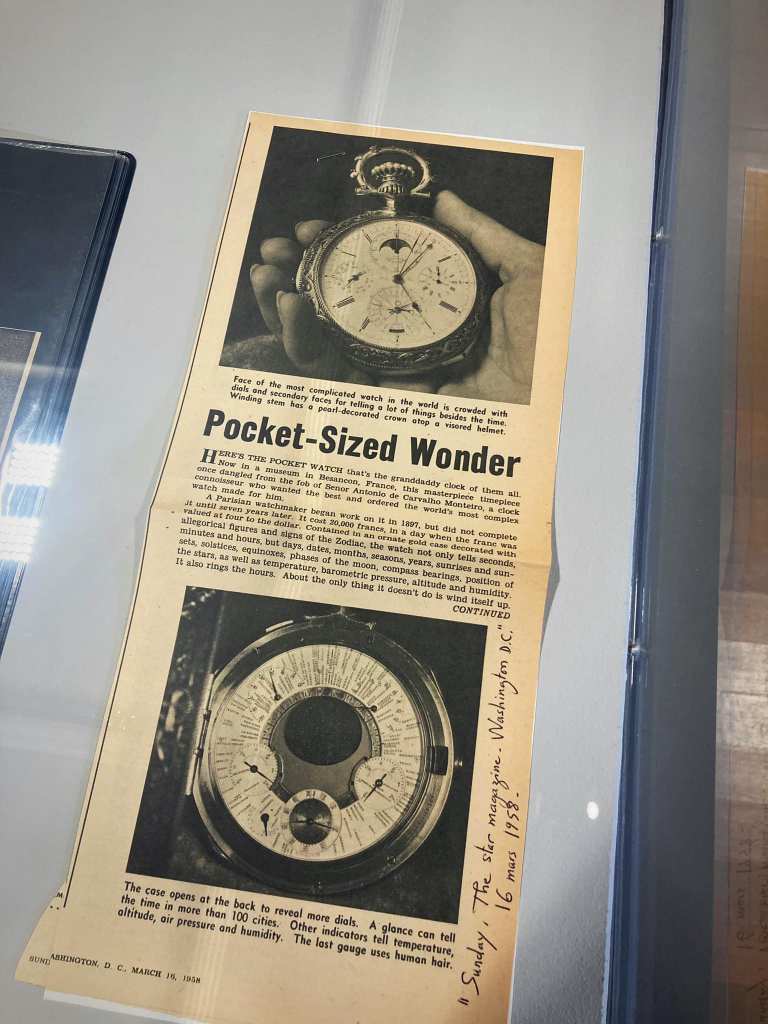 Face of the most complicated watch in the world is crowded with
dials and secondary faces for telling a lot of things besides the time.
Winding stem has a pearl-decorated crown atop a visored helmet.
Pocket-Sized Wonder
HERE'S THE POCKET WATCH that's the granddaddy clock of them all.
Now in a museum in Besancon, France, this masterpiece timepiece
once dangled from the fob of Senor Antonio de Carvalho Monteiro, a clock
connoisseur who wanted the best and ordered the world's most complex
watch made for him.
A Parisian watchmaker began work on it in 1897, but did not complete
it until seven years later. It cost 20,000 francs, in a day when the franc was
valued at four to the dollar. Contained in an ornate gold case decorated with
allegorical figures and signs of the Zodiac, the watch not only tells seconds,
minutes and hours, but days, dates, months, seasons, years, sunrises and sun-
sets, solstices, equinoxes, phases of the moon, compass bearings, position of
the stars, as well as temperature, barometric pressure, altitude and humidity.
It also rings the hours. About the only thing it doesn't do is wind itself up.
CONTINUED
The case opens at the back to reveal more dials. A glance can tell
the time in more than 100 cities. Other indicators tell temperature,
altitude, air pressure and humidity. The last gauge uses human hair.
ASHINGTON, D. C., MARCH 16, 1958
"Sunday, The star magazine - Washington D.C."
16 mars 1958.